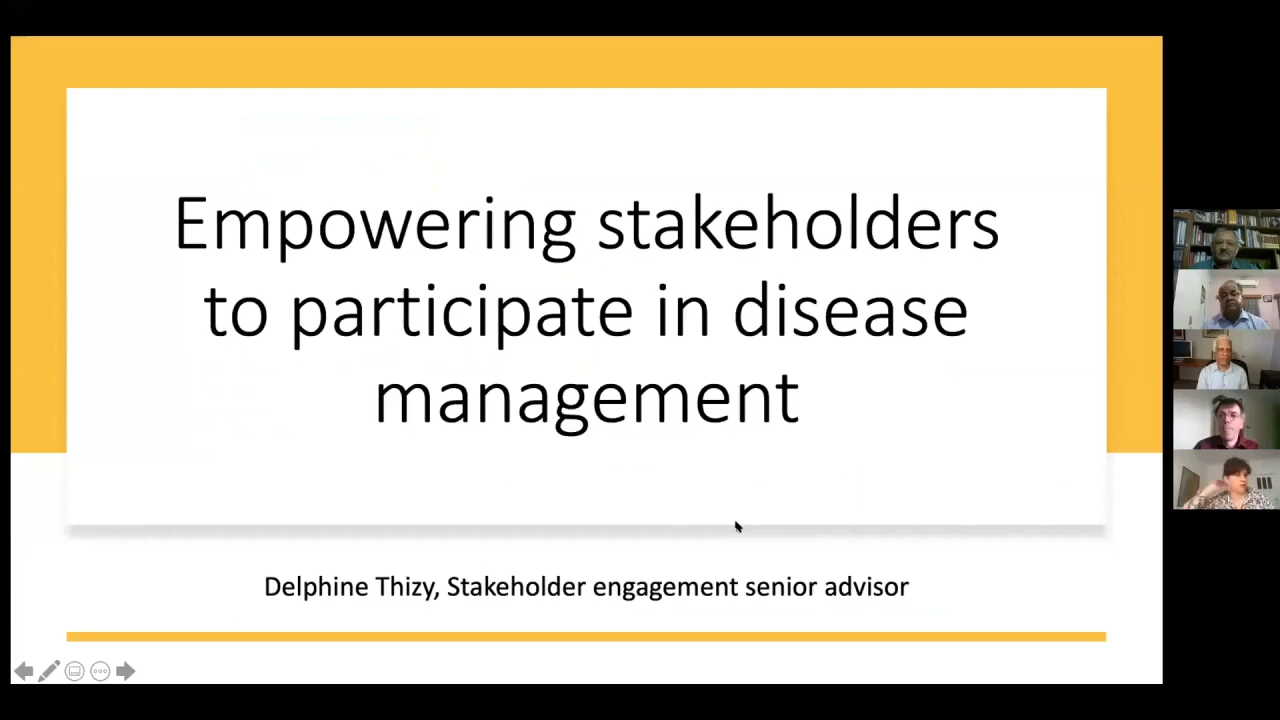 Empowering stakeholders
to participate in disease
management
Delphine Thizy, Stakeholder engagement senior advisor